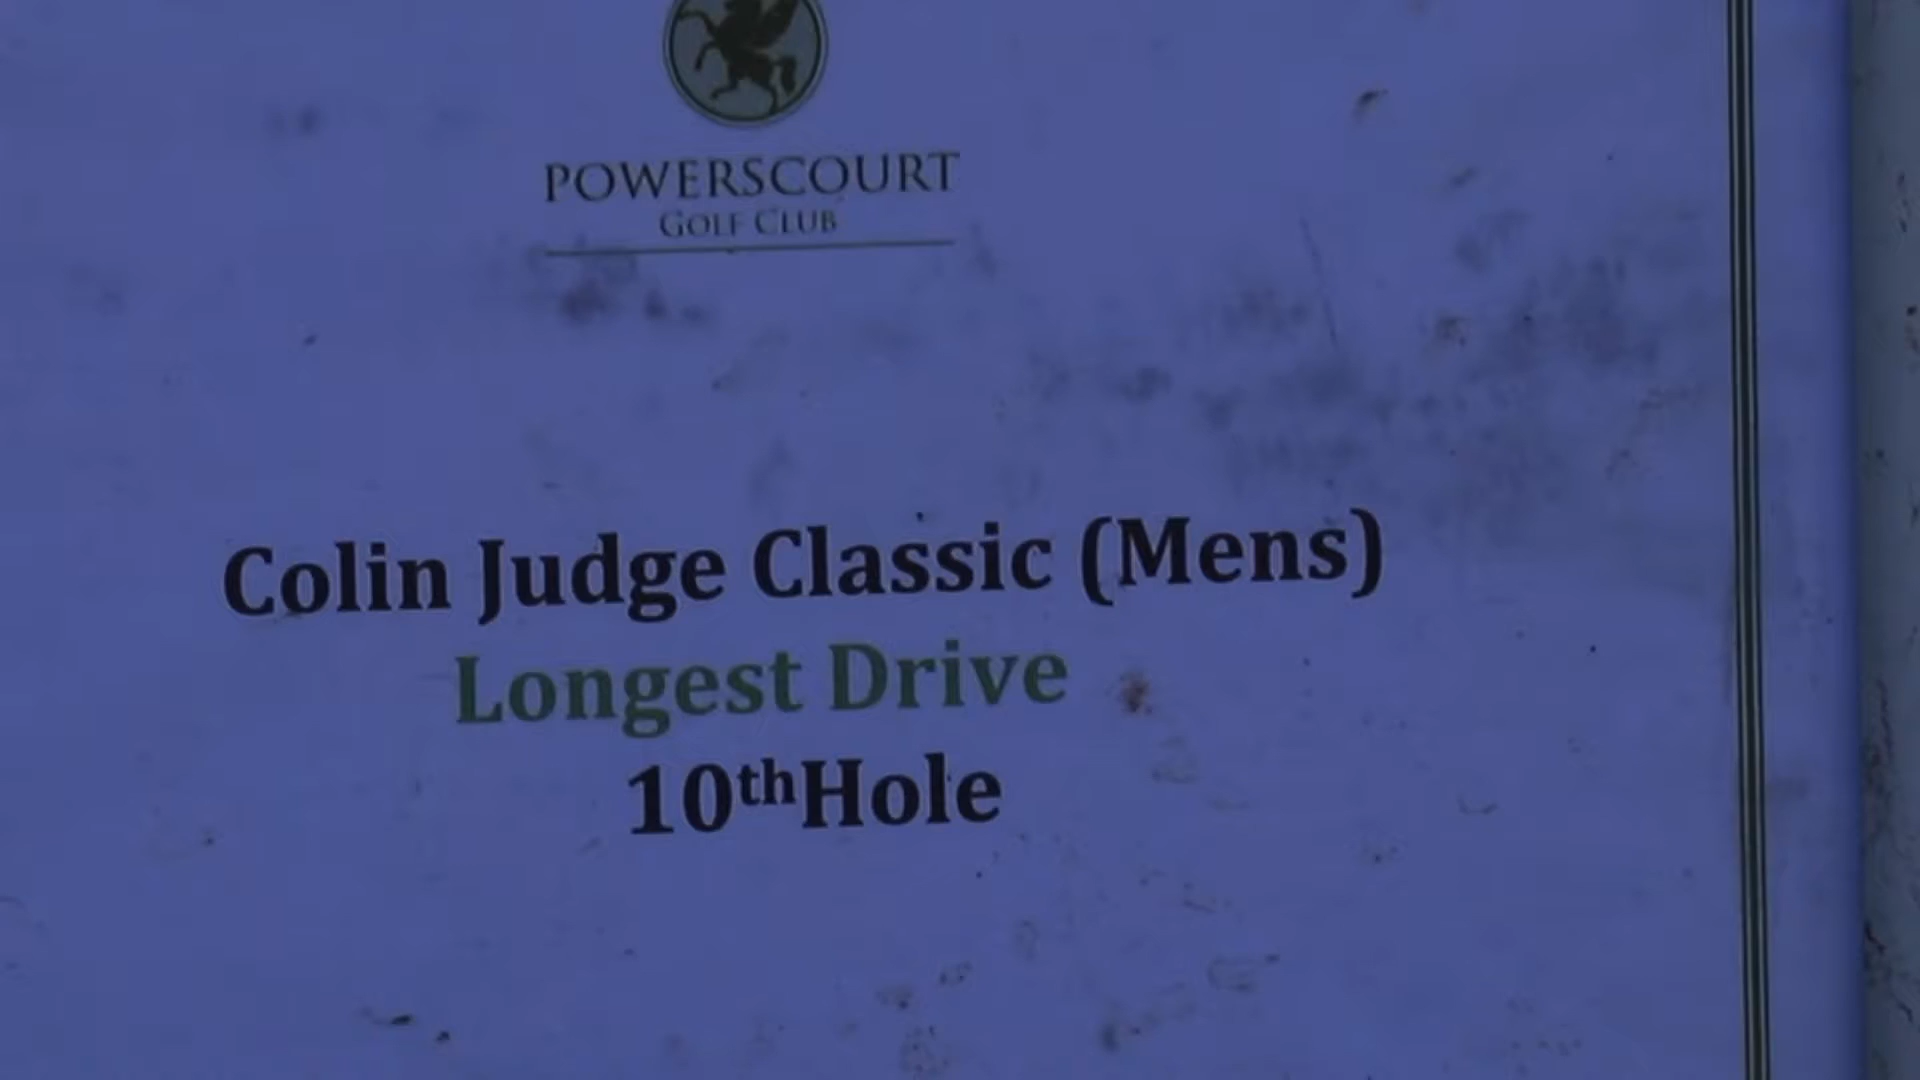 POWERSCOURT
GOLF CLUB
Colin Judge Classic (Mens)
Longest Drive
10thHole